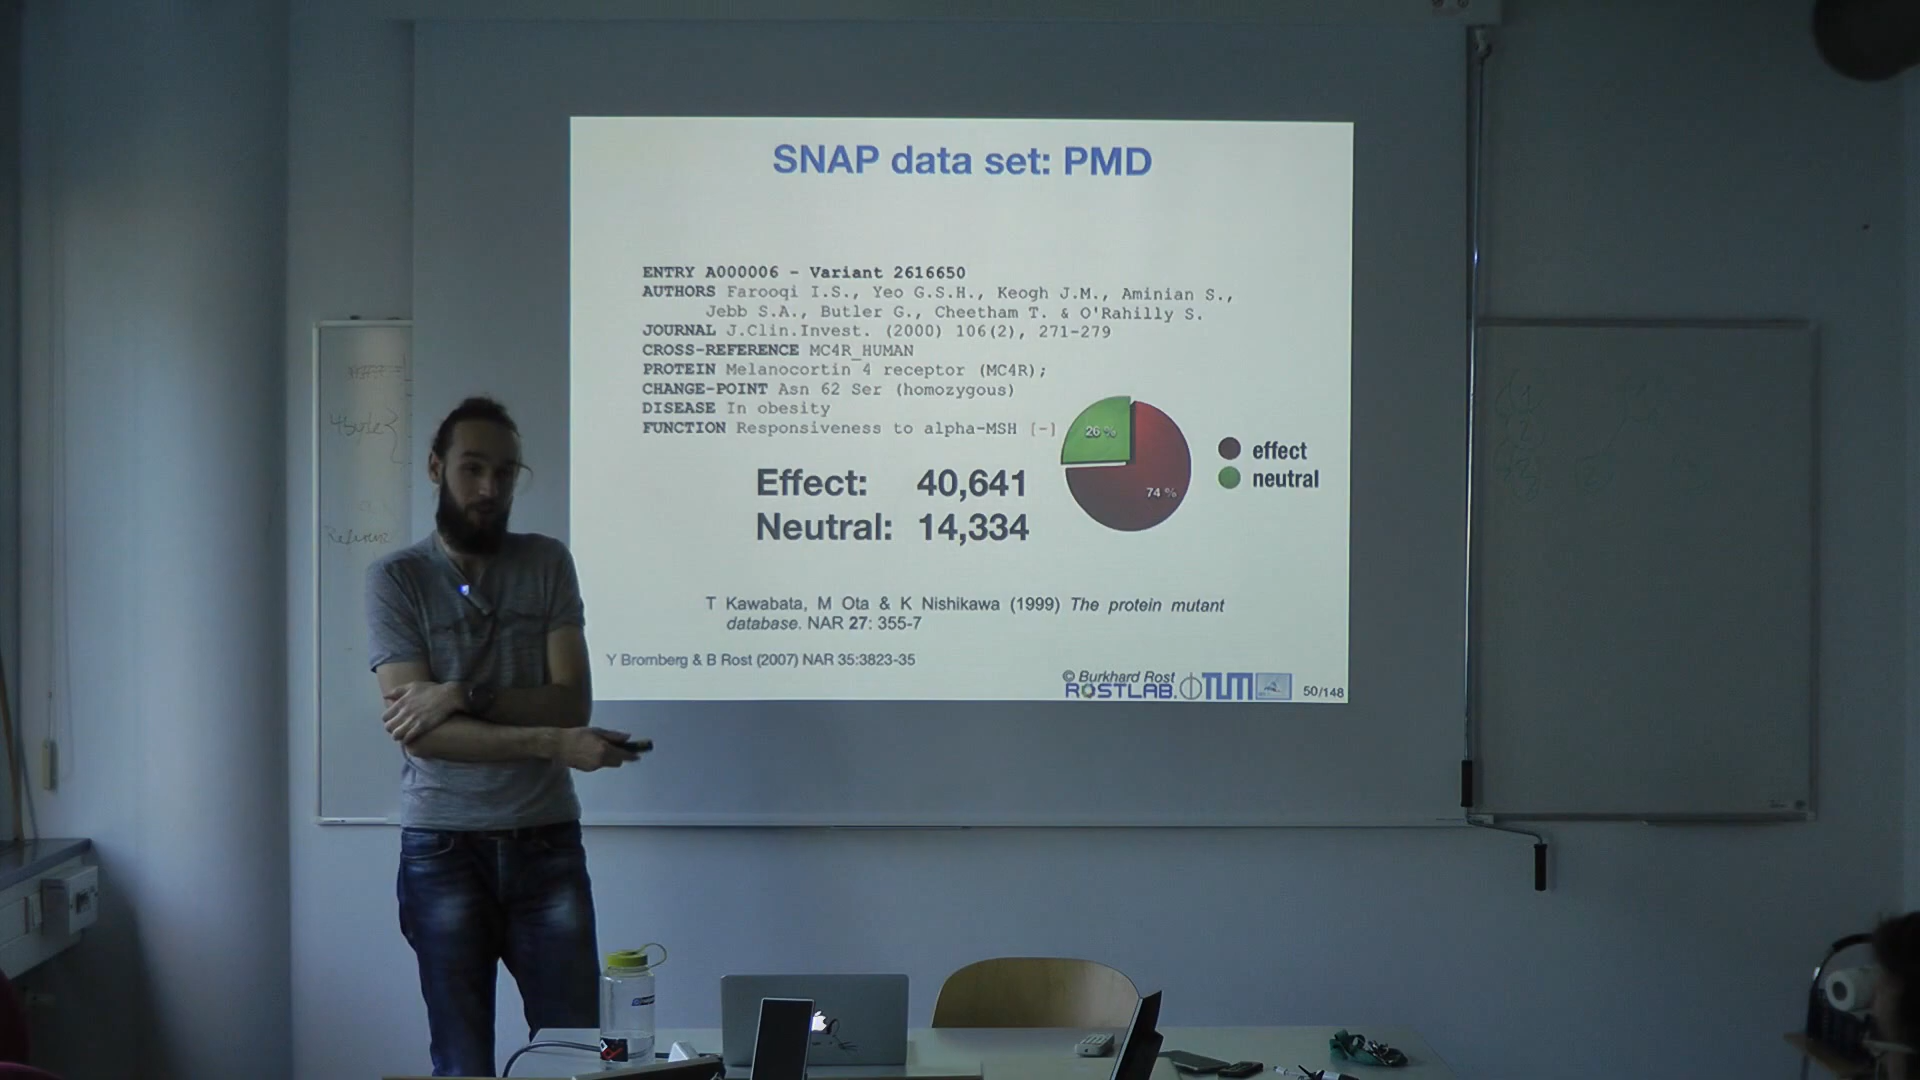 SNAP data set: PMD
ENTRY A000006 - Variant 2616650
AUTHORS Farooqi I.S., Yeo G.S.H., Keogh J.M., Aminian S.,
Jebb S.A., Butler G., Cheetham T. & O'Rahilly S.
JOURNAL J.Clin.Invest. (2000) 106(2), 271-279
CROSS-REFERENCE MC4R_HUMAN
PROTEIN Melanocortin 4 receptor (MC4R);
CHANGE-POINT Asn 62 Ser (homozygous)
DISEASE In obesity
FUNCTION Responsiveness to alpha-MSH [-]
26 %
74 %
effect
neutral
Effect: 40,641
Neutral: 14,334
T Kawabata, M Ota & K Nishikawa (1999) The protein mutant
database. NAR 27: 355-7
Y Bromberg & B Rost (2007) NAR 35:3823-35
© Burkhard Rost
ROSTLAB. TUM
50/148
4Byte